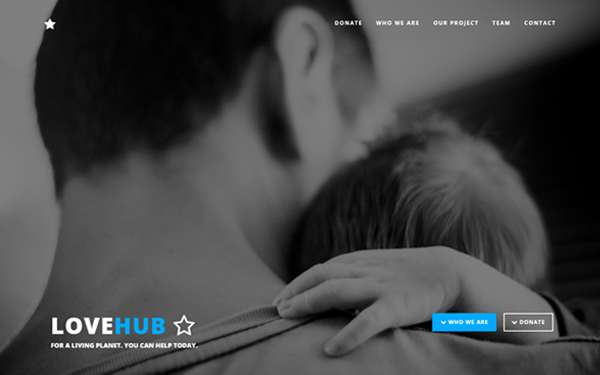 DONATE WHO WE ARE OUR PROJECT TEAM CONTACT
LOVEHUB
FOR A LIVING PLANET. YOU CAN HELP TODAY.
WHO WE ARE DONATE